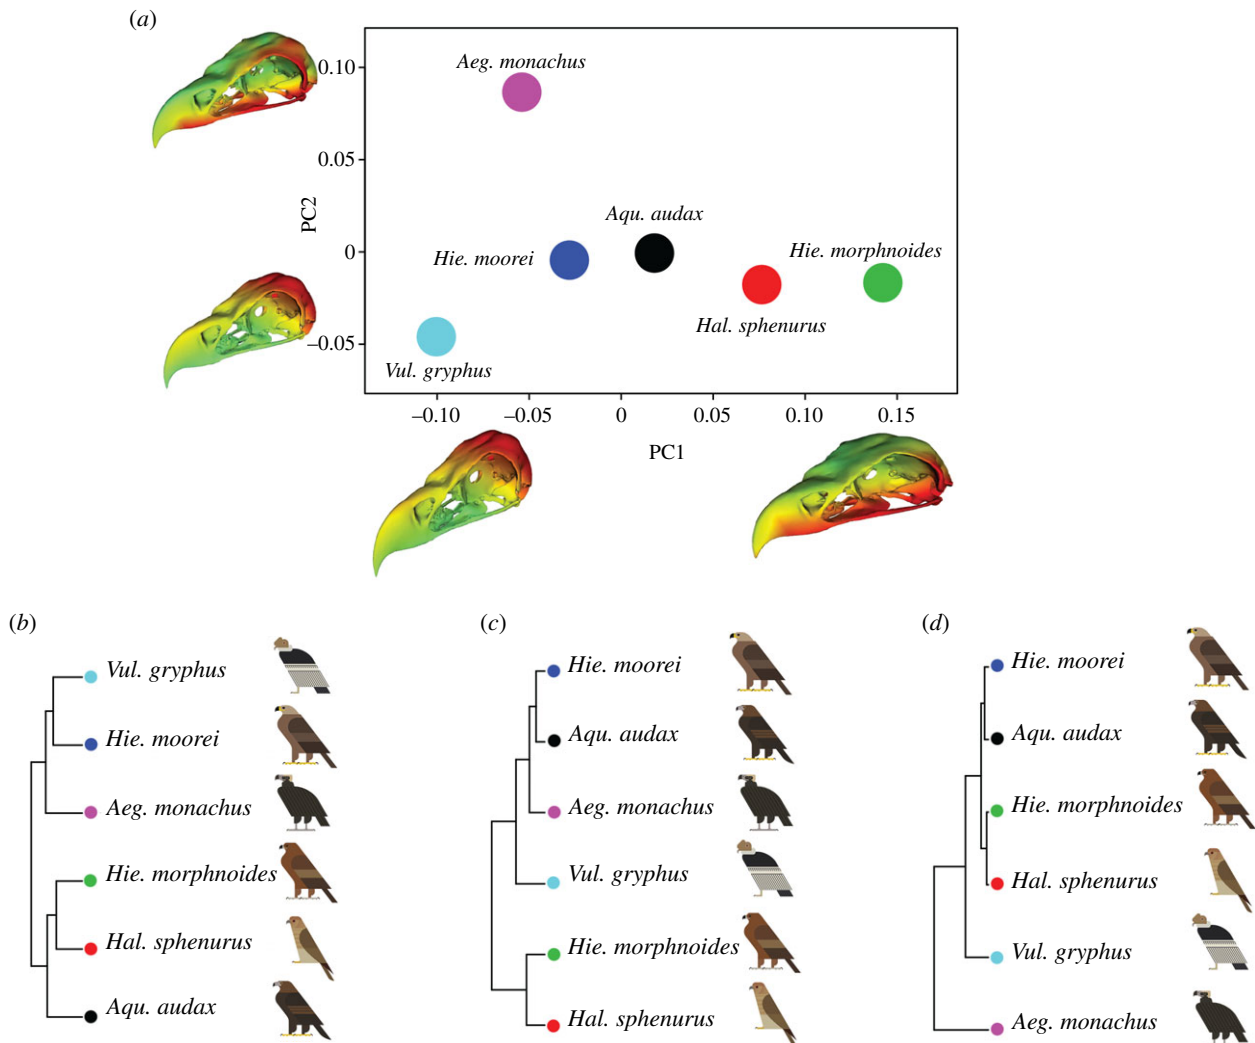 (a)
0.10
0.05
0
−0.05
PC2
Aeg. monachus
Aqu. audax
Hie. moorei
Hie. morphnoides
Hal. sphenurus
Vul. gryphus
−0.10 −0.05 0 0.05 0.10 0.15
PC1
(b)
Vul. gryphus
Hie. moorei
Aeg. monachus
Hie. morphnoides
Hal. sphenurus
Aqu. audax
(c)
Hie. moorei
Aqu. audax
Aeg. monachus
Vul. gryphus
Hie. morphnoides
Hal. sphenurus
(d)
Hie. moorei
Aqu. audax
Hie. morphnoides
Hal. sphenurus
Vul. gryphus
Aeg. monachus